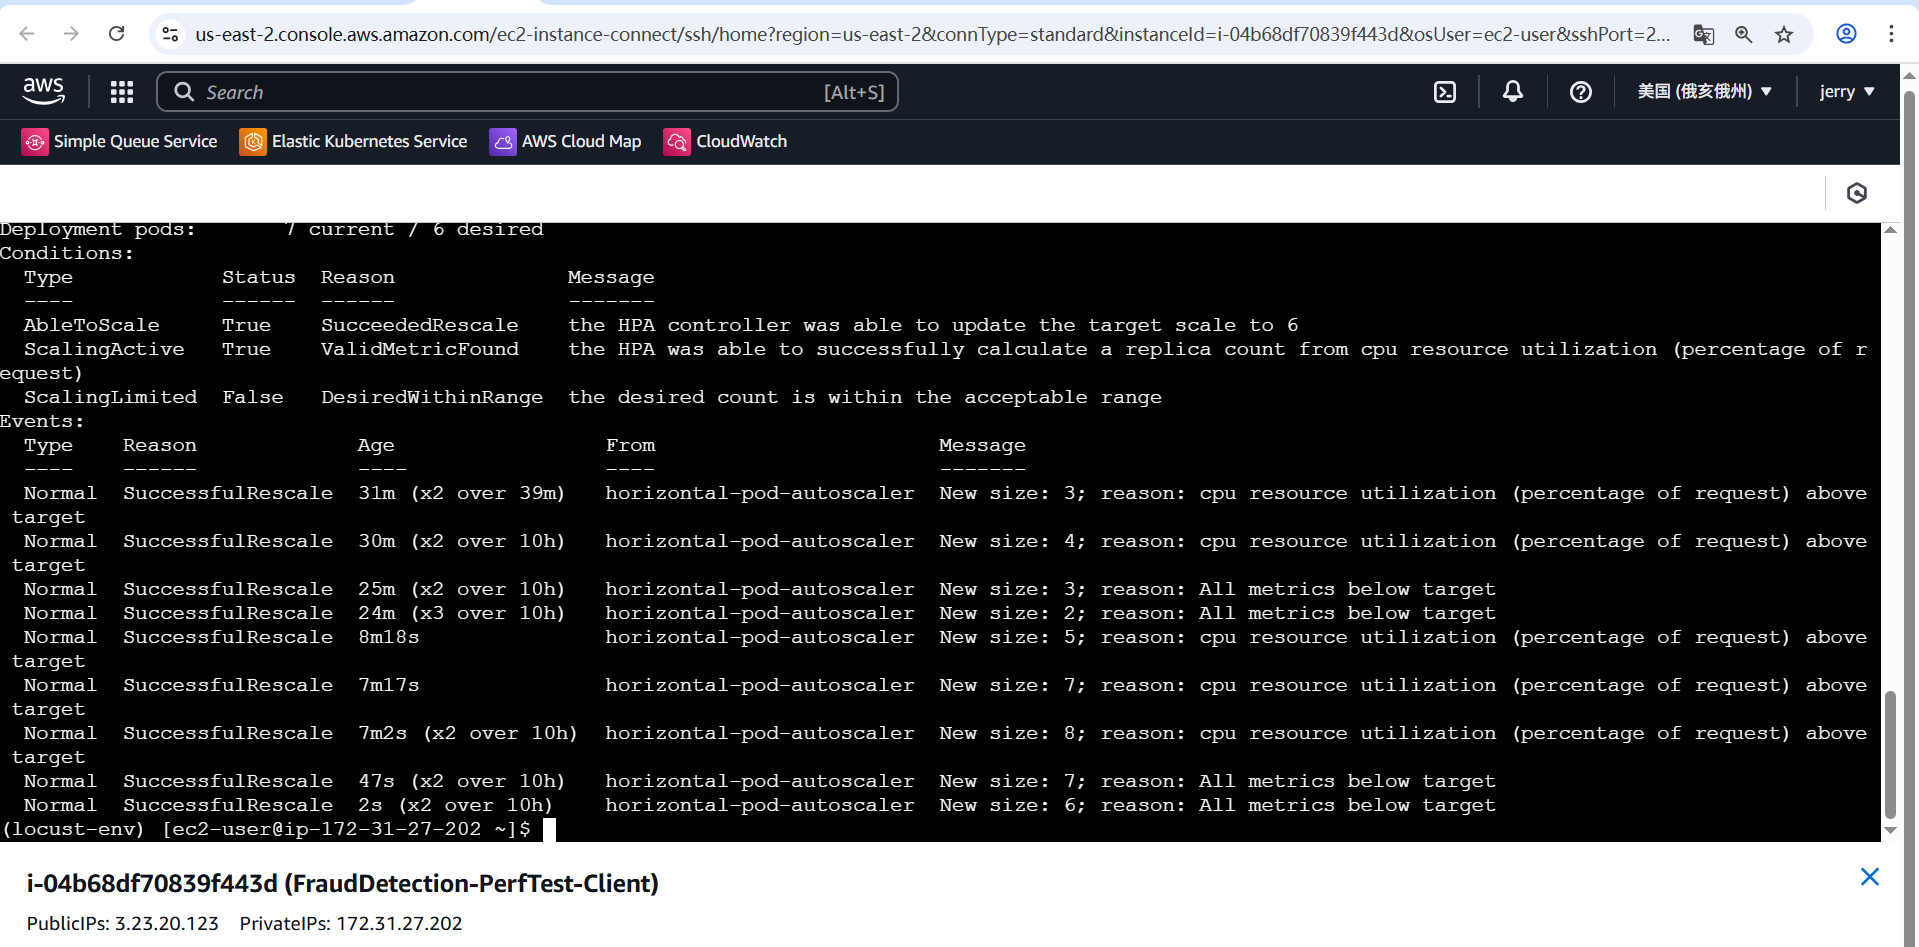 us-east-2.console.aws.amazon.com/ec2-instance-connect/ssh/home?region=us-east-2&connType=standard&instanceId=i-04b68df70839f443d&osUser=ec2-user&sshPort=2...
aws Search [Alt+S] 美国 (俄亥俄州) jerry
Simple Queue Service Elastic Kubernetes Service AWS Cloud Map CloudWatch
Deployment pods: 7 current / 6 desired
Conditions:
Type Status Reason Message
---- ------ ------ -------
AbleToScale True SucceededRescale the HPA controller was able to update the target scale to 6
ScalingActive True ValidMetricFound the HPA was able to successfully calculate a replica count from cpu resource utilization (percentage of r
equest)
ScalingLimited False DesiredWithinRange the desired count is within the acceptable range
Events:
Type Reason Age From Message
---- ------ ---- ---- -------
Normal SuccessfulRescale 31m (x2 over 39m) horizontal-pod-autoscaler New size: 3; reason: cpu resource utilization (percentage of request) above
target
Normal SuccessfulRescale 30m (x2 over 10h) horizontal-pod-autoscaler New size: 4; reason: cpu resource utilization (percentage of request) above
target
Normal SuccessfulRescale 25m (x2 over 10h) horizontal-pod-autoscaler New size: 3; reason: All metrics below target
Normal SuccessfulRescale 24m (x3 over 10h) horizontal-pod-autoscaler New size: 2; reason: All metrics below target
Normal SuccessfulRescale 8m18s horizontal-pod-autoscaler New size: 5; reason: cpu resource utilization (percentage of request) above
target
Normal SuccessfulRescale 7m17s horizontal-pod-autoscaler New size: 7; reason: cpu resource utilization (percentage of request) above
target
Normal SuccessfulRescale 7m2s (x2 over 10h) horizontal-pod-autoscaler New size: 8; reason: cpu resource utilization (percentage of request) above
target
Normal SuccessfulRescale 47s (x2 over 10h) horizontal-pod-autoscaler New size: 7; reason: All metrics below target
Normal SuccessfulRescale 2s (x2 over 10h) horizontal-pod-autoscaler New size: 6; reason: All metrics below target
(locust-env) [ec2-user@ip-172-31-27-202 ~]$
i-04b68df70839f443d (FraudDetection-PerfTest-Client)
PublicIPs: 3.23.20.123 PrivateIPs: 172.31.27.202